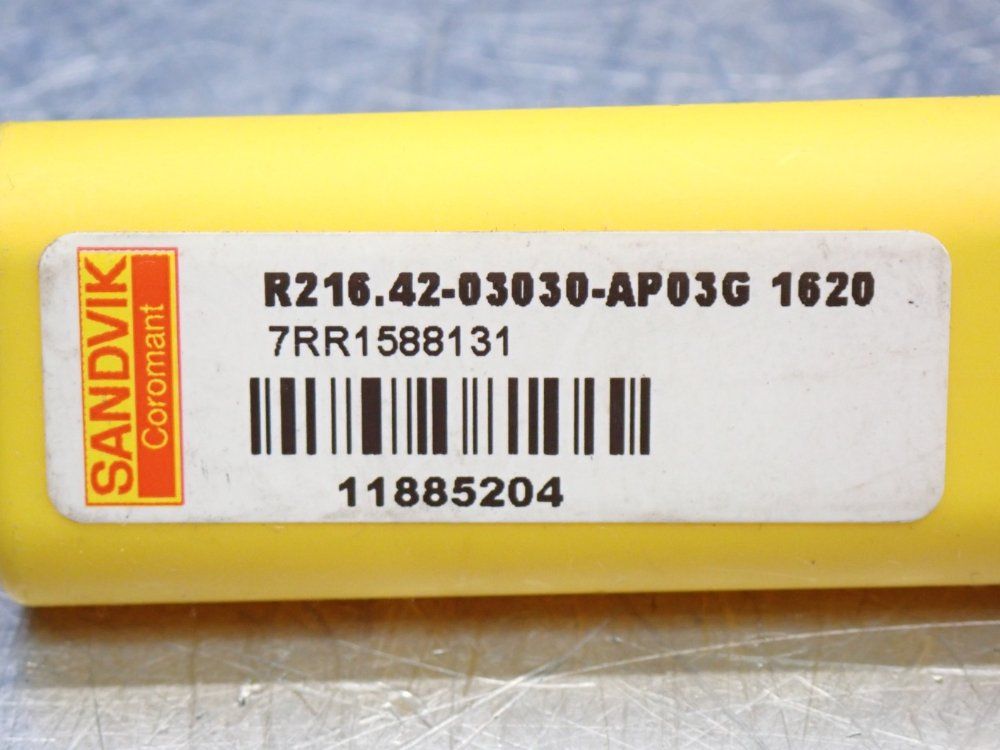 SANDVIK
Coromant
R216.42-03030-AP03G 1620
7RR1588131
11885204